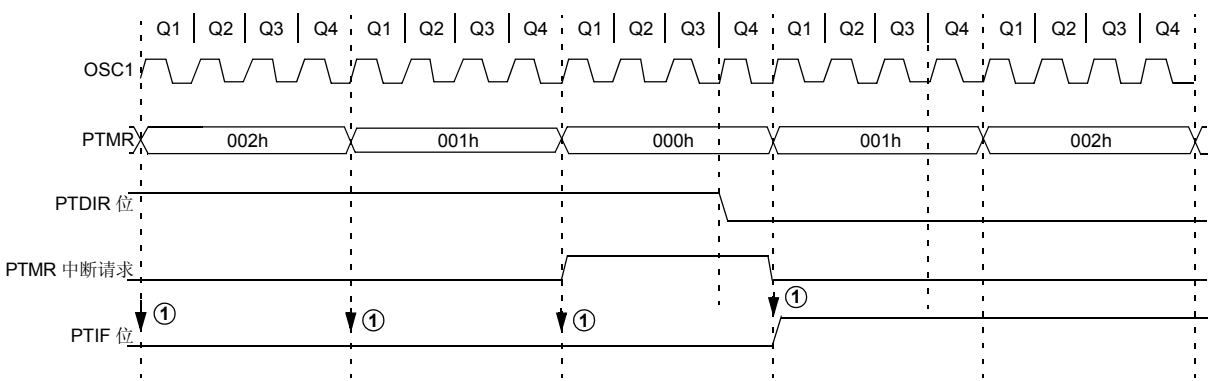 Q1 Q2 Q3 Q4 Q1 Q2 Q3 Q4 Q1 Q2 Q3 Q4 Q1 Q2 Q3 Q4 Q1 Q2 Q3 Q4
OSC1
PTMR 002h 001h 000h 001h 002h
PTDIR 位
PTMR 中断请求
① ① ① ①
PTIF 位